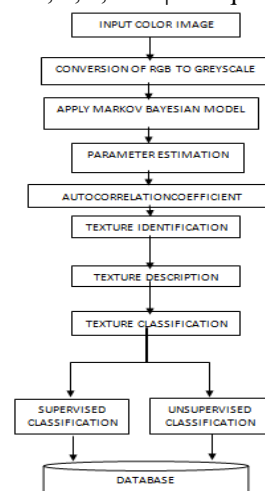 INPUT COLOR IMAGE
CONVERSION OF RGB TO GREYSCALE
APPLY MARKOV BAYESIAN MODEL
PARAMETER ESTIMATION
AUTOCORRELATIONCOEFFICIENT
TEXTURE IDENTIFICATION
TEXTURE DESCRIPTION
TEXTURE CLASSIFICATION
SUPERVISED
CLASSIFICATION
UNSUPERVISED
CLASSIFICATION
DATABASE